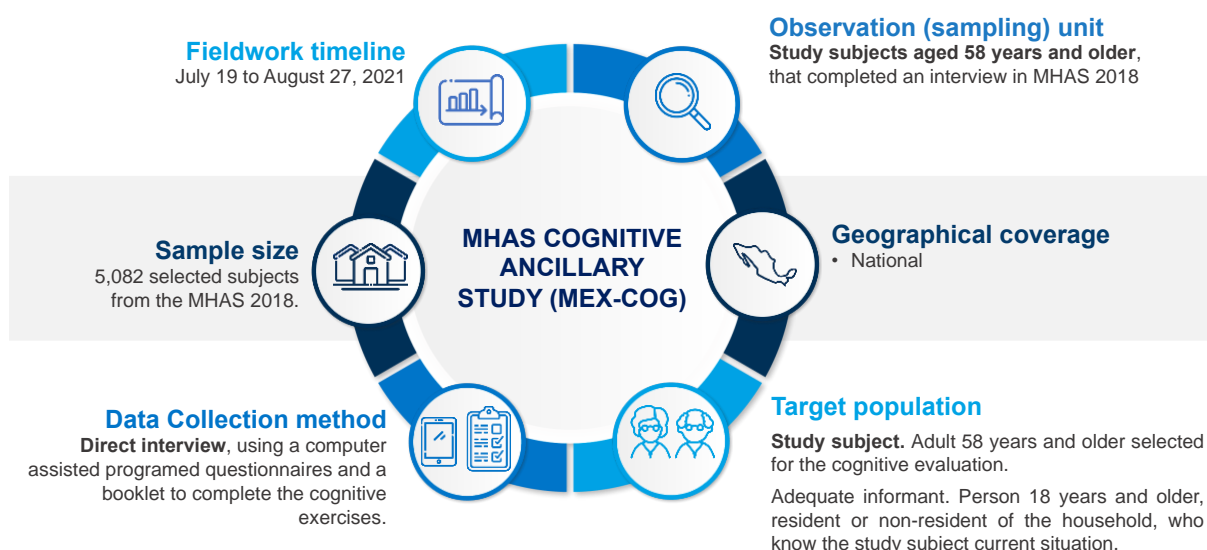 Fieldwork timeline
July 19 to August 27, 2021
Observation (sampling) unit
Study subjects aged 58 years and older,
that completed an interview in MHAS 2018
Sample size
5,082 selected subjects
from the MHAS 2018.
MHAS COGNITIVE
ANCILLARY
STUDY (MEX-COG)
Geographical coverage
• National
Data Collection method
Direct interview, using a computer
assisted programed questionnaires and a
booklet to complete the cognitive
exercises.
Target population
Study subject. Adult 58 years and older selected
for the cognitive evaluation.
Adequate informant. Person 18 years and older,
resident or non-resident of the household, who
know the study subject current situation.